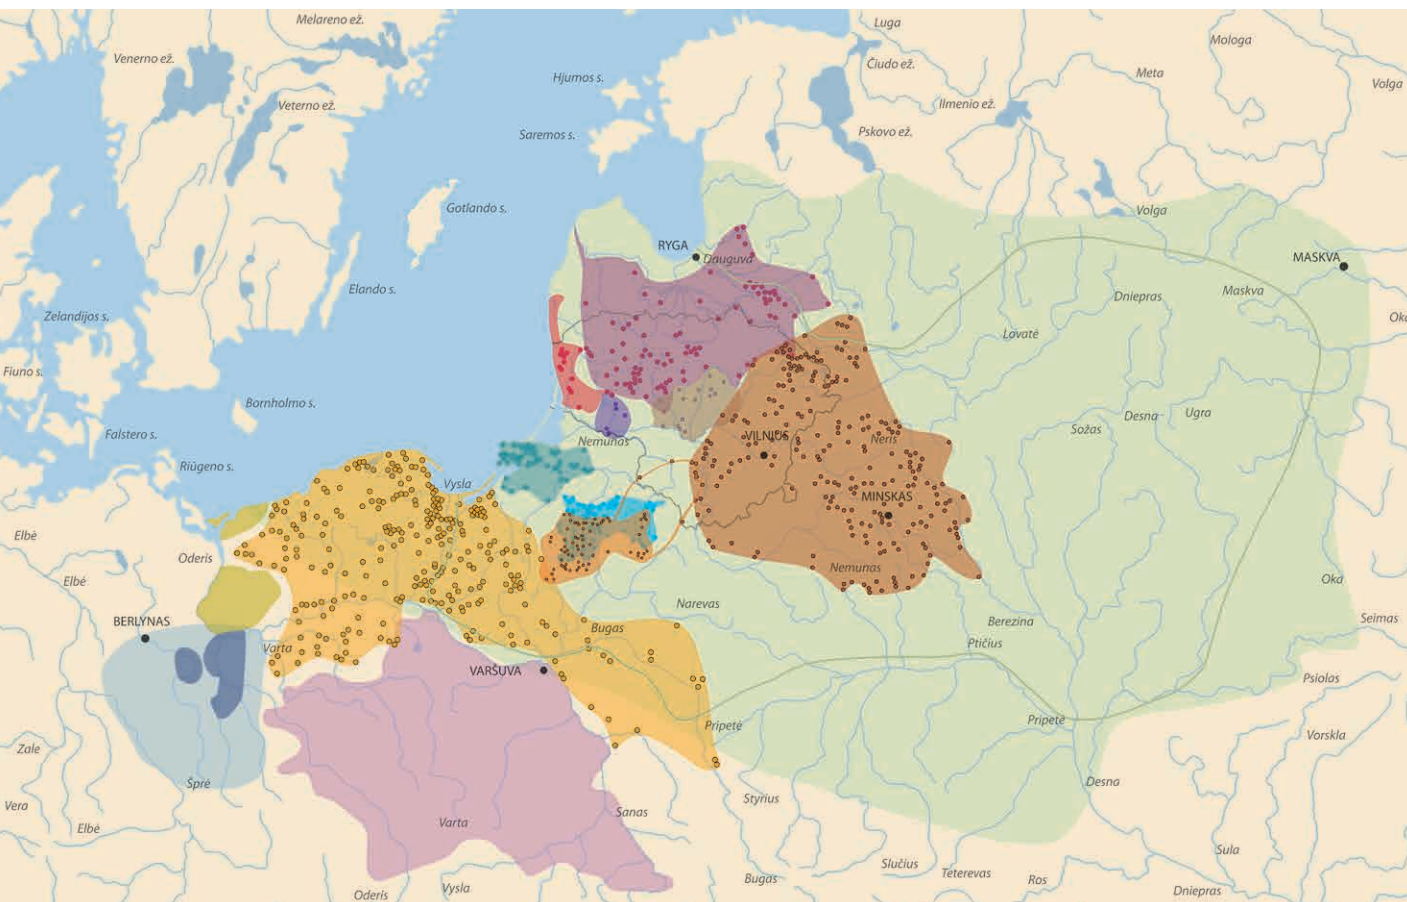 Melareno ež.
Luga
Mologa
Venerno ež.
Čiudo ež.
Meta
Hjumos s.
Volga
Veterno ež.
Ilmenio ež.
Saremos s.
Pskovo ež.
Gotlando s.
Volga
RYGA
Dauguva
MASKVA
Elando s.
Dniepras
Maskva
Zelandijos s.
Oka
Lovatė
Fiuno s.
Bornholmo s.
Desna
Ugra
Sožas
Falstero s.
Nemunas
VILNIUS
Neris
Riūgeno s.
Vysla
MINSKAS
Elbė
Oderis
Nemunas
Elbė
Oka
Narevas
BERLYNAS
Berezina
Seimas
Bugas
Ptičius
Varta
VARŠUVA
Psiolas
Pripetė
Pripetė
Vorskla
Zale
Šprė
Desna
Styrius
Vera
Sanas
Elbė
Varta
Sula
Slučius
Teterevas
Bugas
Ros
Vysla
Oderis
Dniepras